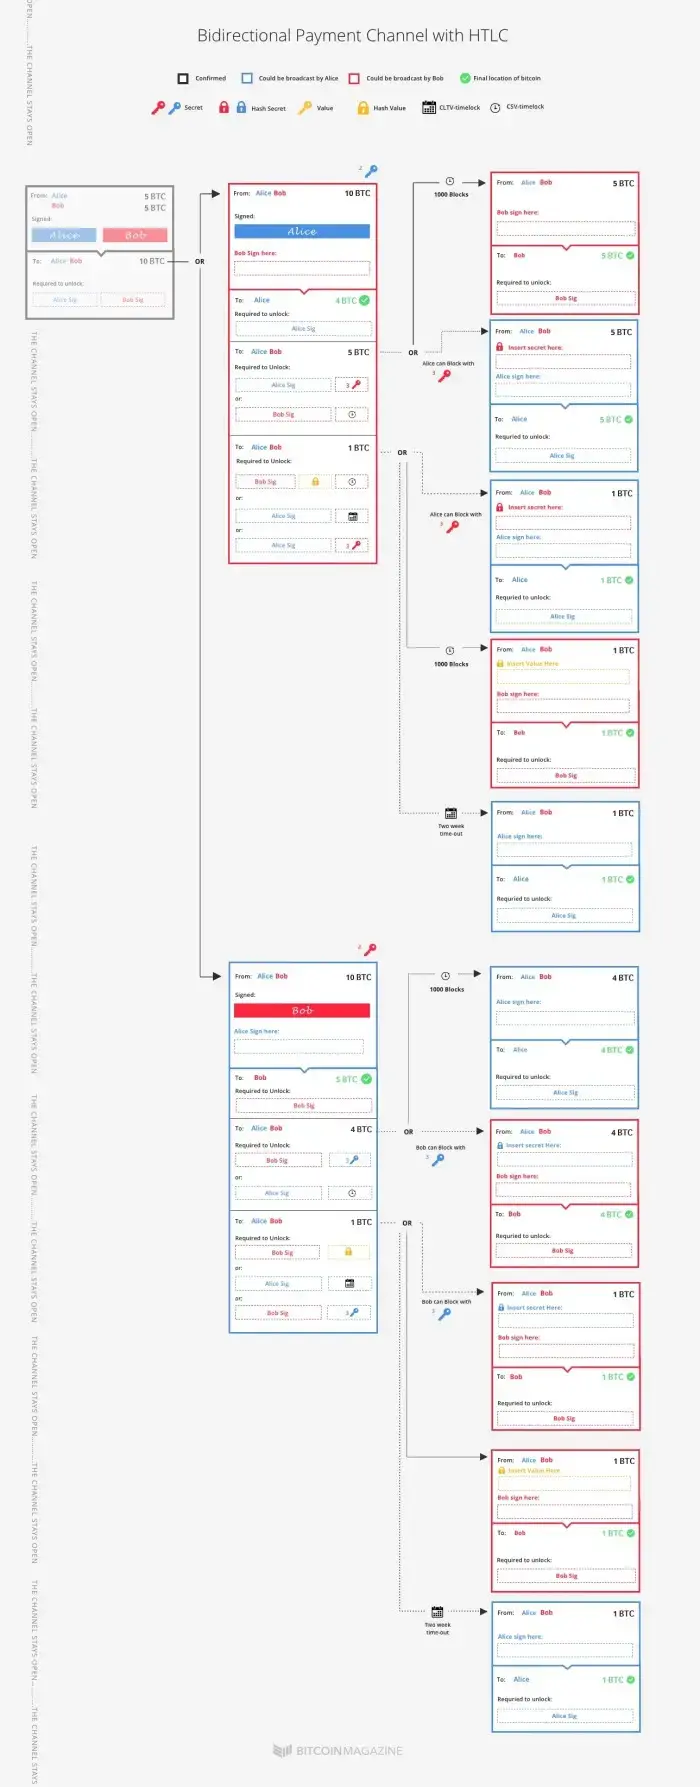 Bidirectional Payment Channel with HTLC
Confirmed
Could be broadcast by Alice
Could be broadcast by Bob
Final location of bitcoin
Secret
Hash Secret
Value
Hash Value
CLTV-timelock
CSV-timelock
THE CHANNEL STAYS OPEN
From: Alice 5 BTC
Bob 5 BTC
Signed:
Alice Bob
To: Alice Bob 10 BTC
Required to unlock:
Alice Sig Bob Sig
OR
2
From: Alice Bob 10 BTC
Signed:
Alice
Bob Sign here:
To: Alice 4 BTC
Required to unlock:
Alice Sig
To: Alice Bob 5 BTC
Required to Unlock:
Alice Sig 3
or:
Bob Sig
To: Alice Bob 1 BTC
Required to Unlock:
Bob Sig
or:
Alice Sig
or:
Alice Sig 3
1000 Blocks
OR
Alice can Block with
3
From: Alice Bob 5 BTC
Bob sign here:
To: Bob 5 BTC
Required to unlock:
Bob Sig
From: Alice Bob 5 BTC
Insert secret here:
Alice sign here:
To: Alice 5 BTC
Requried to unlock:
Alice Sig
OR
Alice can Block with
3
From: Alice Bob 1 BTC
Insert secret here:
Alice sign here:
To: Alice 1 BTC
Requried to unlock:
Alice Sig
1000 Blocks
From: Alice Bob 1 BTC
Insert Value Here
Bob sign here:
To: Bob 1 BTC
Required to unlock:
Bob Sig
Two week
time-out
From: Alice Bob 1 BTC
Alice sign here:
To: Alice 1 BTC
Requried to unlock:
Alice Sig
From: Alice Bob 10 BTC
Signed:
Bob
Alice Sign here:
To: Bob 5 BTC
Required to Unlock:
Bob Sig
To: Alice Bob 4 BTC
Required to Unlock:
Bob Sig 3
or:
Alice Sig
To: Alice Bob 1 BTC
Required to Unlock:
Bob Sig
or:
Alice Sig
or:
Bob Sig 3
1000 Blocks
OR
Bob can Block with
3
From: Alice Bob 4 BTC
Alice sign here:
To: Alice 4 BTC
Required to unlock:
Alice Sig
From: Alice Bob 4 BTC
Insert secret Here:
Bob sign here:
To: Bob 4 BTC
Requried to unlock:
Bob Sig
OR
Bob can Block with
3
From: Alice Bob 1 BTC
Insert secret Here:
Bob sign here:
To: Bob 1 BTC
Requried to unlock:
Bob Sig
From: Alice Bob 1 BTC
Insert Value Here
Bob sign here:
To: Bob 1 BTC
Required to unlock:
Bob Sig
Two week
time-out
From: Alice Bob 1 BTC
Alice sign here:
To: Alice 1 BTC
Requried to unlock:
Alice Sig
BITCOINMAGAZINE